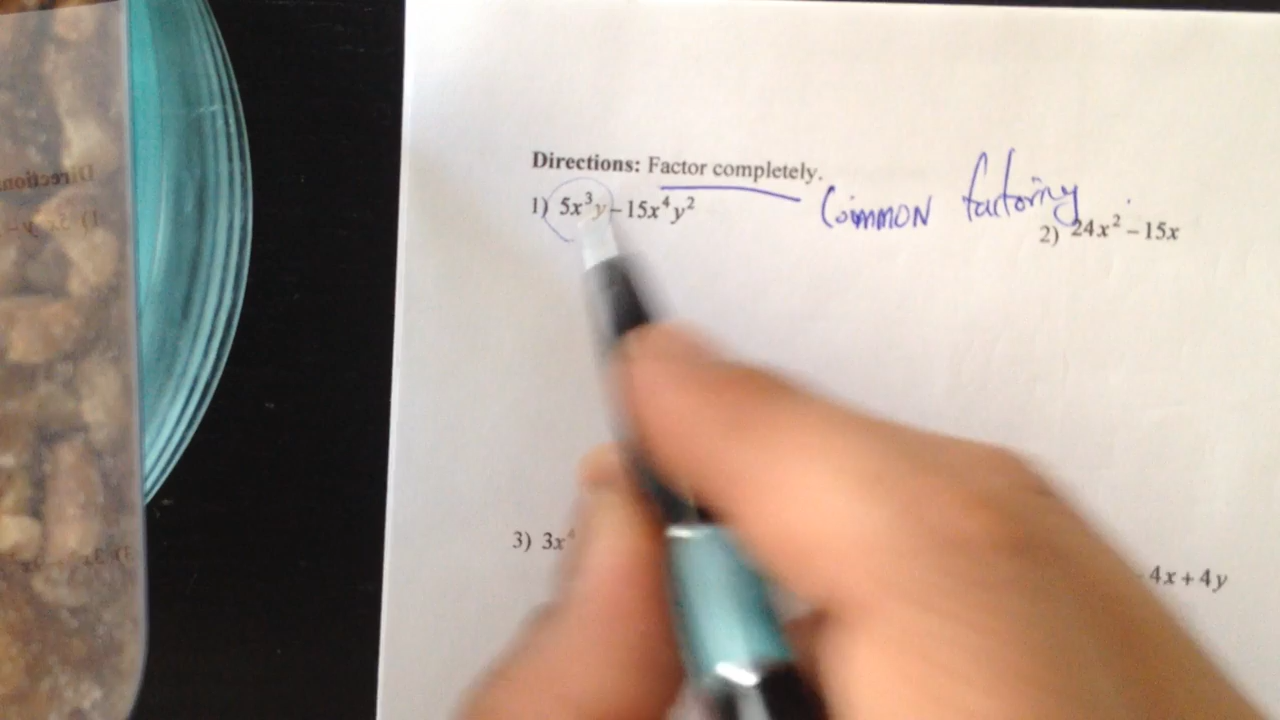 Directions: Factor completely.
1) 5x³y – 15x⁴y²
Common factoring
2) 24x² – 15x
3) 3x
4x + 4y